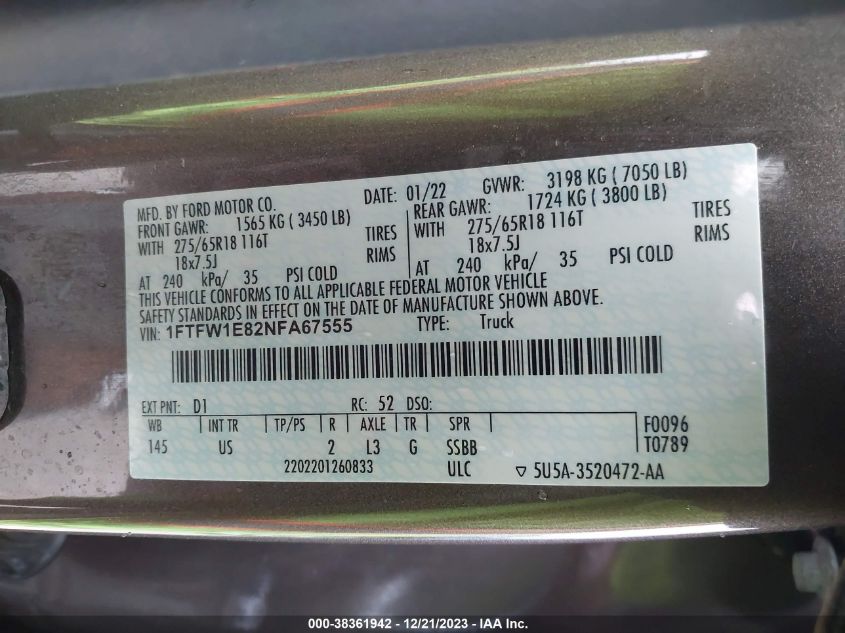 MFD. BY FORD MOTOR CO. DATE: 01/22 GVWR: 3198 KG ( 7050 LB)
FRONT GAWR: 1565 KG ( 3450 LB) REAR GAWR: 1724 KG ( 3800 LB)
WITH 275/65R18 116T TIRES WITH 275/65R18 116T TIRES
18x7.5J RIMS 18x7.5J RIMS
AT 240 kPa/ 35 PSI COLD AT 240 kPa/ 35 PSI COLD
THIS VEHICLE CONFORMS TO ALL APPLICABLE FEDERAL MOTOR VEHICLE
SAFETY STANDARDS IN EFFECT ON THE DATE OF MANUFACTURE SHOWN ABOVE.
VIN: 1FTFW1E82NFA67555 TYPE: Truck
EXT PNT: D1 RC: 52 DSO:
WB INT TR TP/PS R AXLE TR SPR F0096
145 US 2 L3 G SSBB T0789
2202201260833 ULC ▽ 5U5A-3520472-AA
000-38361942 - 12/21/2023 - IAA Inc.